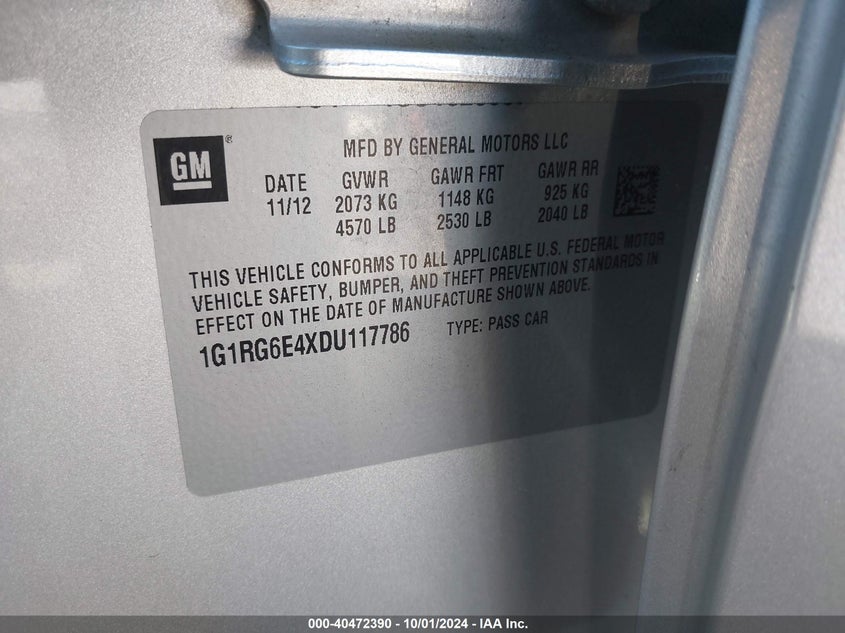 GM®
MFD BY GENERAL MOTORS LLC
DATE GVWR GAWR FRT GAWR RR
11/12 2073 KG 1148 KG 925 KG
4570 LB 2530 LB 2040 LB
THIS VEHICLE CONFORMS TO ALL APPLICABLE U.S. FEDERAL MOTOR
VEHICLE SAFETY, BUMPER, AND THEFT PREVENTION STANDARDS IN
EFFECT ON THE DATE OF MANUFACTURE SHOWN ABOVE.
1G1RG6E4XDU117786 TYPE: PASS CAR
000-40472390 - 10/01/2024 - IAA Inc.